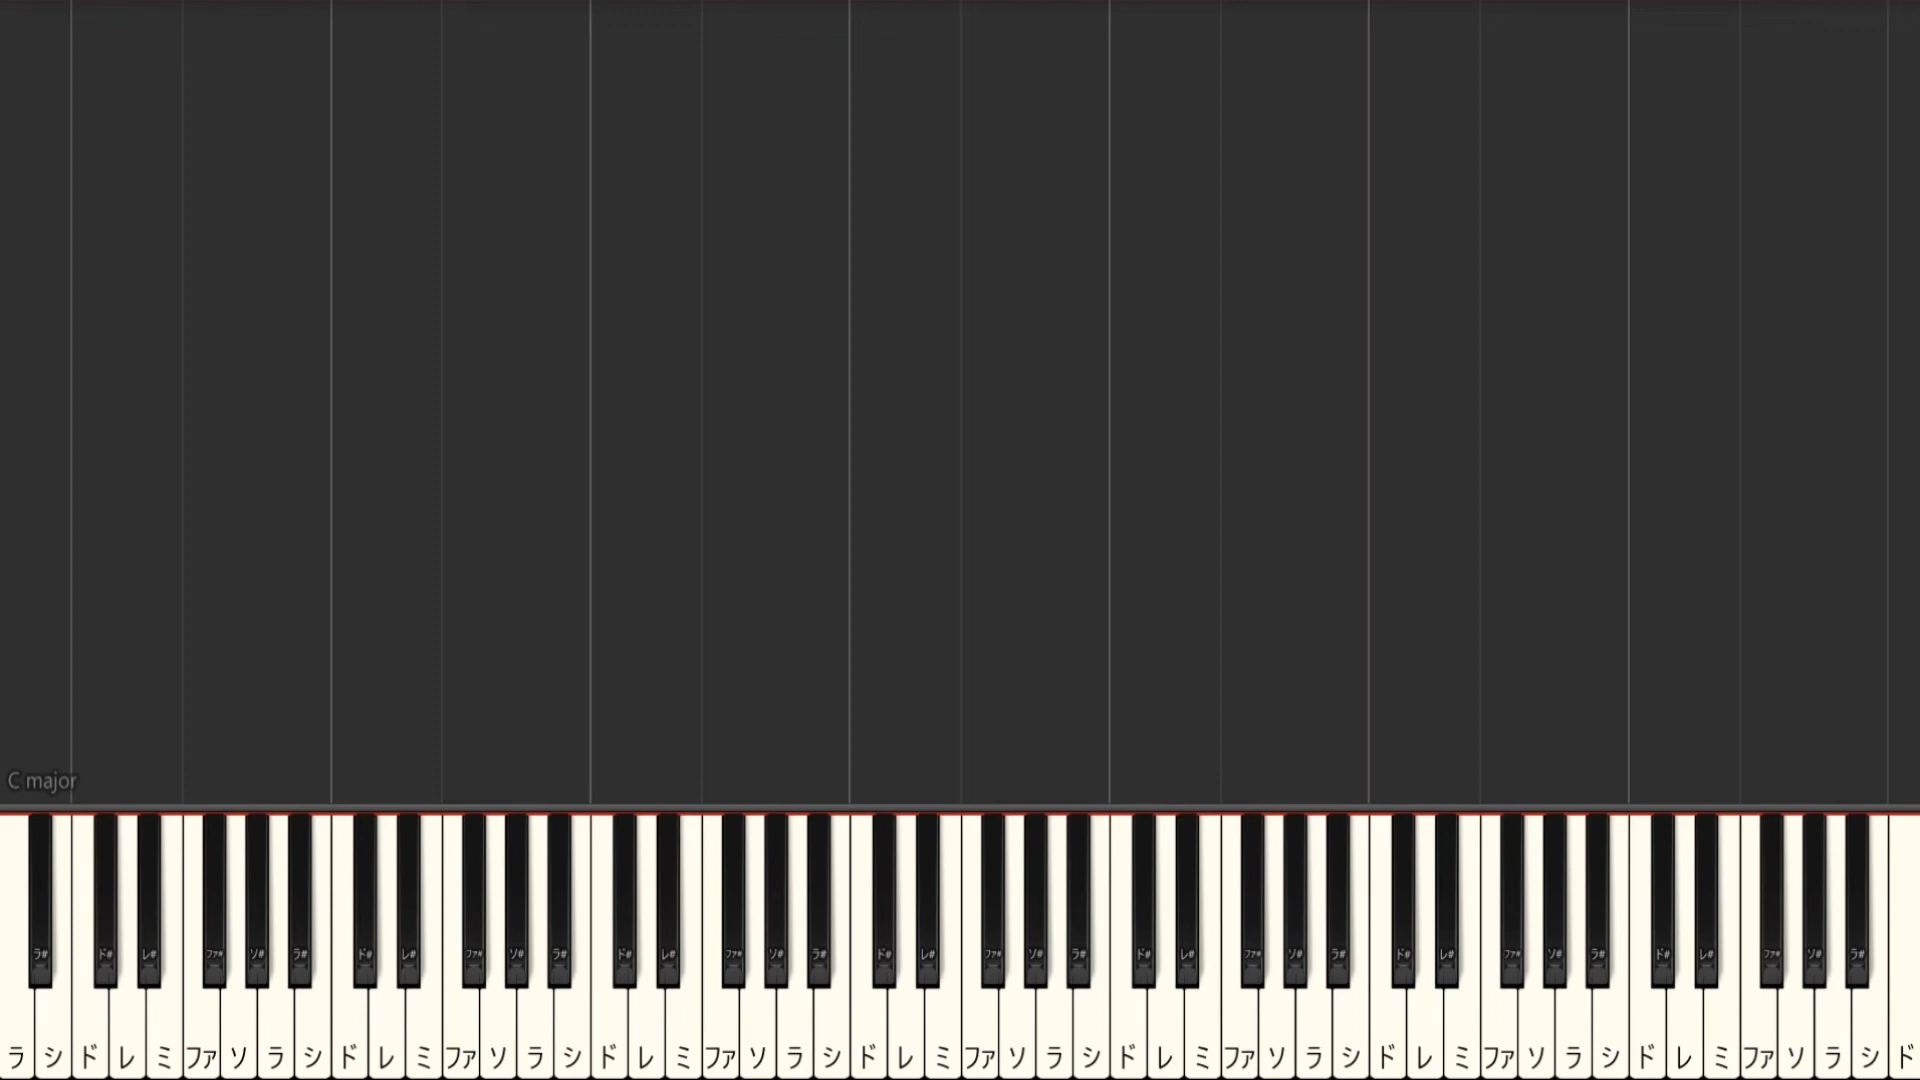 C major
ラ# ド# レ# ファ# ソ# ラ# ド# レ# ファ# ソ# ラ# ド# レ# ファ# ソ# ラ# ド# レ# ファ# ソ# ラ# ド# レ# ファ# ソ# ラ# ド# レ# ファ# ソ# ラ# ド# レ# ファ# ソ# ラ#
ラ シ ド レ ミ ファ ソ ラ シ ド レ ミ ファ ソ ラ シ ド レ ミ ファ ソ ラ シ ド レ ミ ファ ソ ラ シ ド レ ミ ファ ソ ラ シ ド レ ミ ファ ソ ラ シ ド レ ミ ファ ソ ラ シ ド